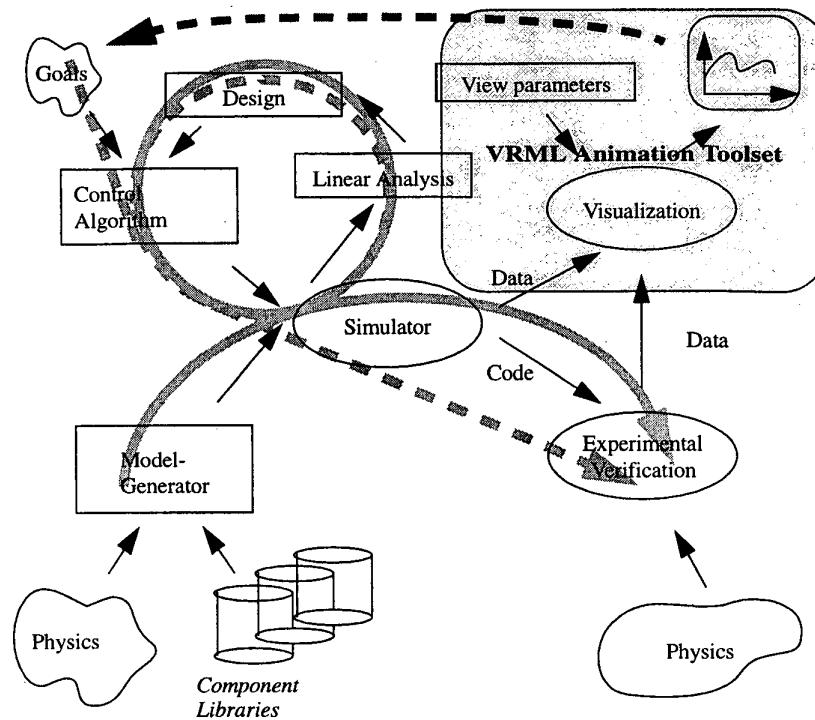 Goals
Design
View parameters
VRML Animation Toolset
Linear Analysis
Control
Algorithm
Visualization
Data
Simulator
Data
Code
Model-
Generator
Experimental
Verification
Physics
Component
Libraries
Physics